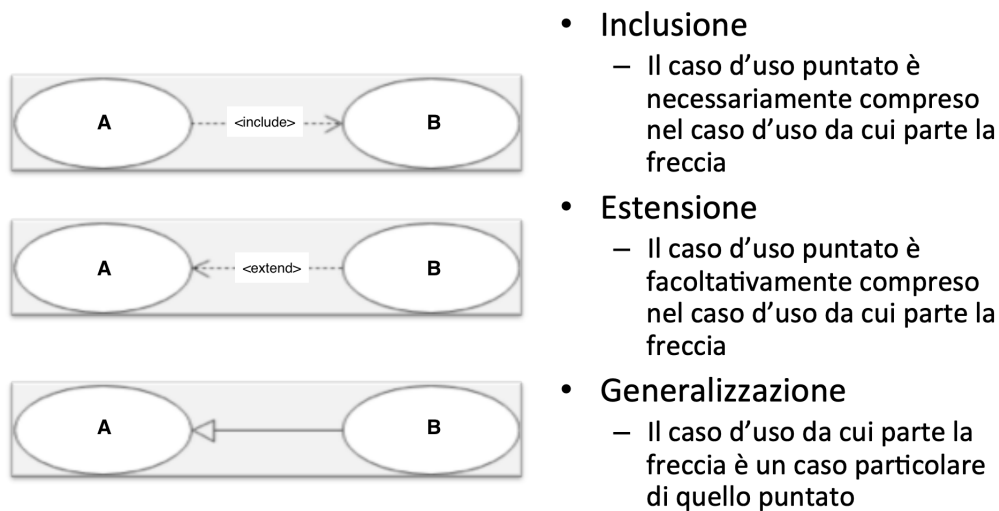 • Inclusione
– Il caso d’uso puntato è
necessariamente compreso
nel caso d’uso da cui parte la
freccia
A <include> B
• Estensione
– Il caso d’uso puntato è
facoltativamente compreso
nel caso d’uso da cui parte la
freccia
A <extend> B
• Generalizzazione
– Il caso d’uso da cui parte la
freccia è un caso particolare
di quello puntato
A B